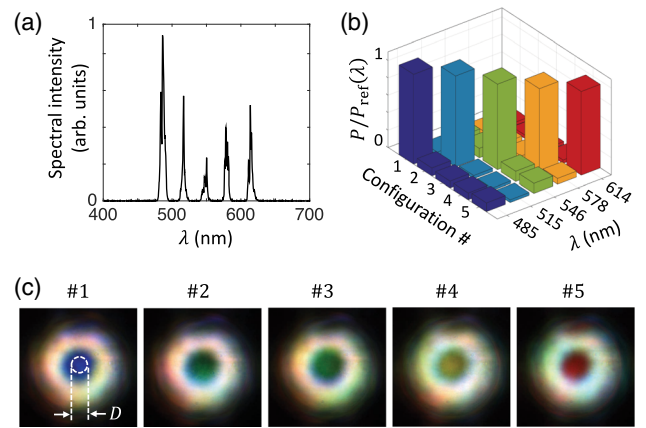 (a)
1
Spectral intensity
(arb. units)
0
400 500 600 700
λ (nm)
(b)
1
P/P_ref(λ)
0
1
2
3
4
5
Configuration #
485
515
546
578
614
λ (nm)
(c)
#1 #2 #3 #4 #5
D